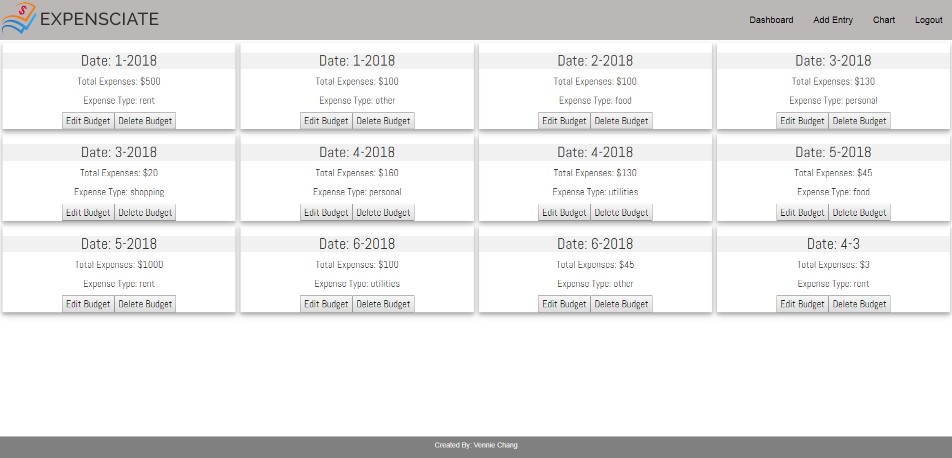 $ EXPENSCIATE
Dashboard Add Entry Chart Logout
Date: 1-2018
Total Expenses: $500
Expense Type: rent
Edit Budget Delete Budget
Date: 1-2018
Total Expenses: $100
Expense Type: other
Edit Budget Delete Budget
Date: 2-2018
Total Expenses: $100
Expense Type: food
Edit Budget Delete Budget
Date: 3-2018
Total Expenses: $130
Expense Type: personal
Edit Budget Delete Budget
Date: 3-2018
Total Expenses: $20
Expense Type: shopping
Edit Budget Delete Budget
Date: 4-2018
Total Expenses: $160
Expense Type: personal
Edit Budget Delete Budget
Date: 4-2018
Total Expenses: $130
Expense Type: utilities
Edit Budget Delete Budget
Date: 5-2018
Total Expenses: $45
Expense Type: food
Edit Budget Delete Budget
Date: 5-2018
Total Expenses: $1000
Expense Type: rent
Edit Budget Delete Budget
Date: 6-2018
Total Expenses: $100
Expense Type: utilities
Edit Budget Delete Budget
Date: 6-2018
Total Expenses: $45
Expense Type: other
Edit Budget Delete Budget
Date: 4-3
Total Expenses: $3
Expense Type: rent
Edit Budget Delete Budget
Created By: Vennie Chang